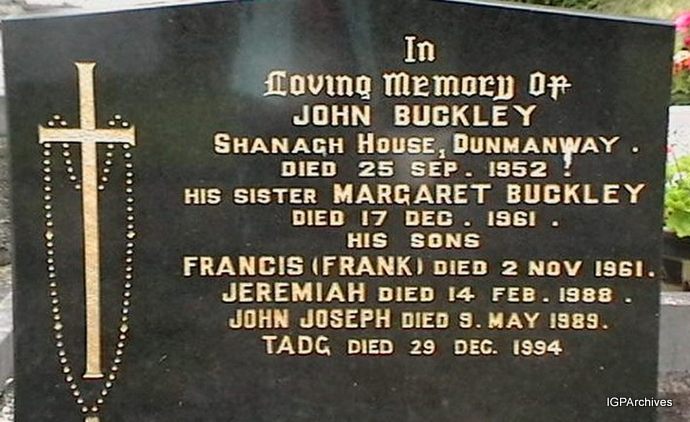 In
Loving Memory Of
JOHN BUCKLEY
SHANAGH HOUSE, DUNMANWAY.
DIED 25 SEP. 1952.
HIS SISTER MARGARET BUCKLEY
DIED 17 DEC. 1961.
HIS SONS
FRANCIS (FRANK) DIED 2 NOV 1961.
JEREMIAH DIED 14 FEB. 1988.
JOHN JOSEPH DIED 9. MAY 1989.
TADG DIED 29 DEC. 1994
IGPArchives